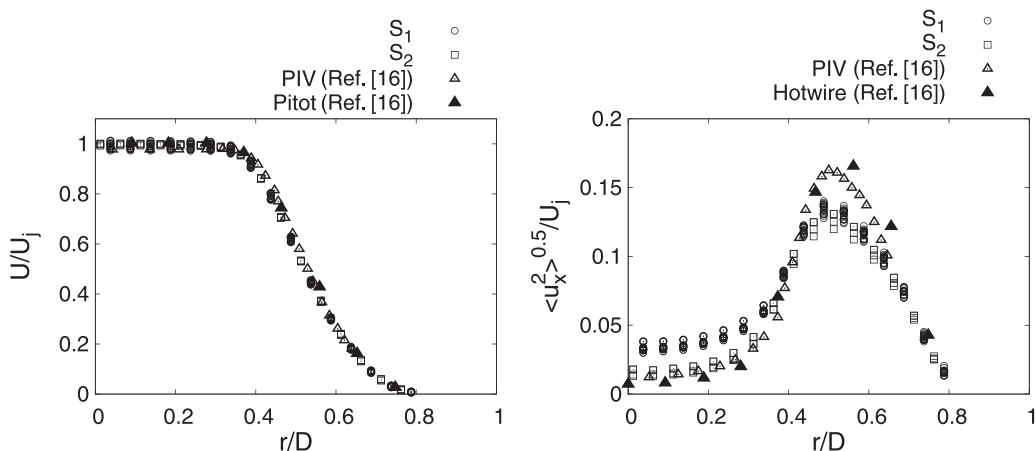 S1
S2
PIV (Ref. [16])
Pitot (Ref. [16])
1
0.8
0.6
0.4
0.2
0
U/Uj
0 0.2 0.4 0.6 0.8 1
r/D
S1
S2
PIV (Ref. [16])
Hotwire (Ref. [16])
0.2
0.15
0.1
0.05
0
<u_x^2>^0.5/Uj
0 0.2 0.4 0.6 0.8 1
r/D